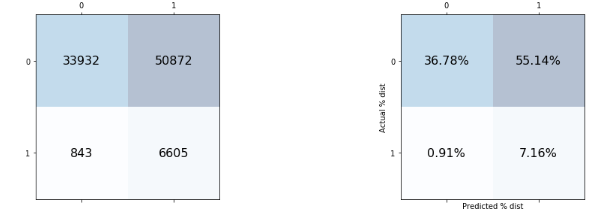 0 1
0 33932 50872
1 843 6605
0 1
Actual % dist
0 36.78% 55.14%
1 0.91% 7.16%
Predicted % dist